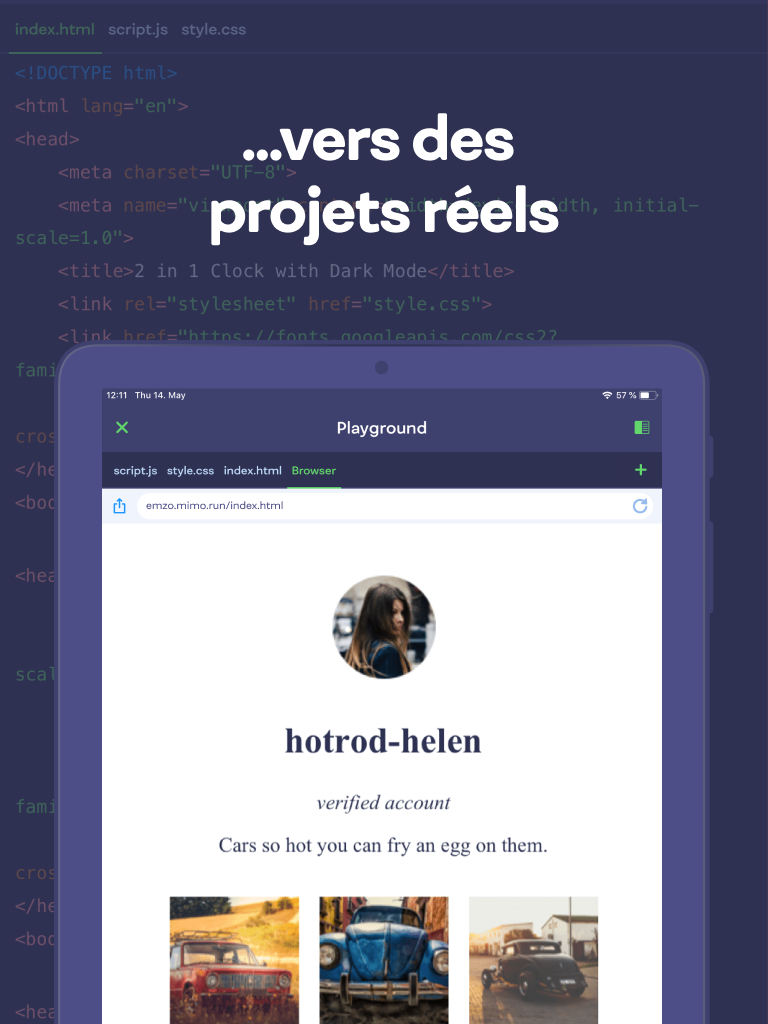 index.html script.js style.css
<!DOCTYPE html>
<html lang="en">
<head>
...vers des
<meta charset="UTF-8">
<meta name="vi
projets réels
width, initial-
scale=1.0">
<title>2 in 1 Clock with Dark Mode</title>
<link rel="stylesheet" href="style.css">
<link href="https://fonts.googleapis.com/css2?
fami
cros
</he
<bod
<hea
scal
fami
cros
</he
<bod
<hea
12:11 Thu 14. May 57 %
Playground
script.js style.css index.html Browser
emzo.mimo.run/index.html
hotrod-helen
verified account
Cars so hot you can fry an egg on them.